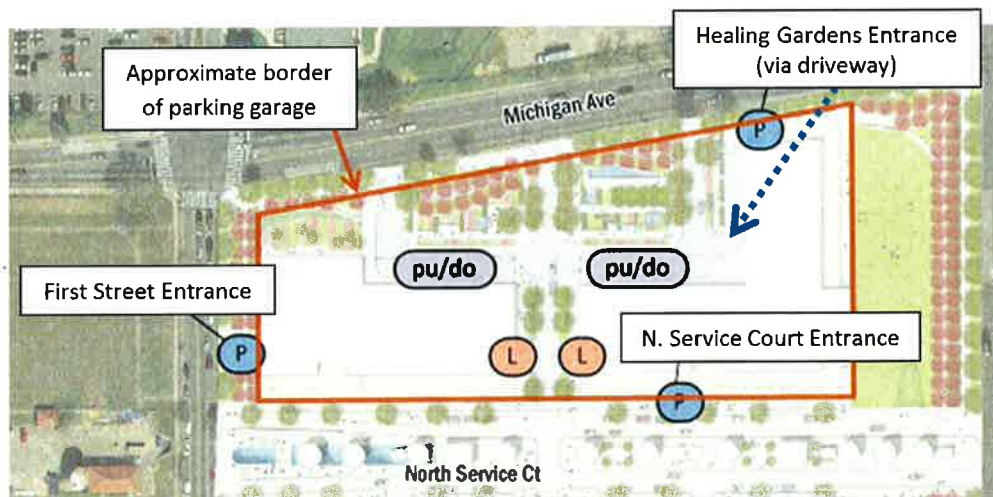 Healing Gardens Entrance
(via driveway)
Approximate border
of parking garage
Michigan Ave
P
pu/do
pu/do
First Street Entrance
N. Service Court Entrance
P
L
L
P
North Service Ct